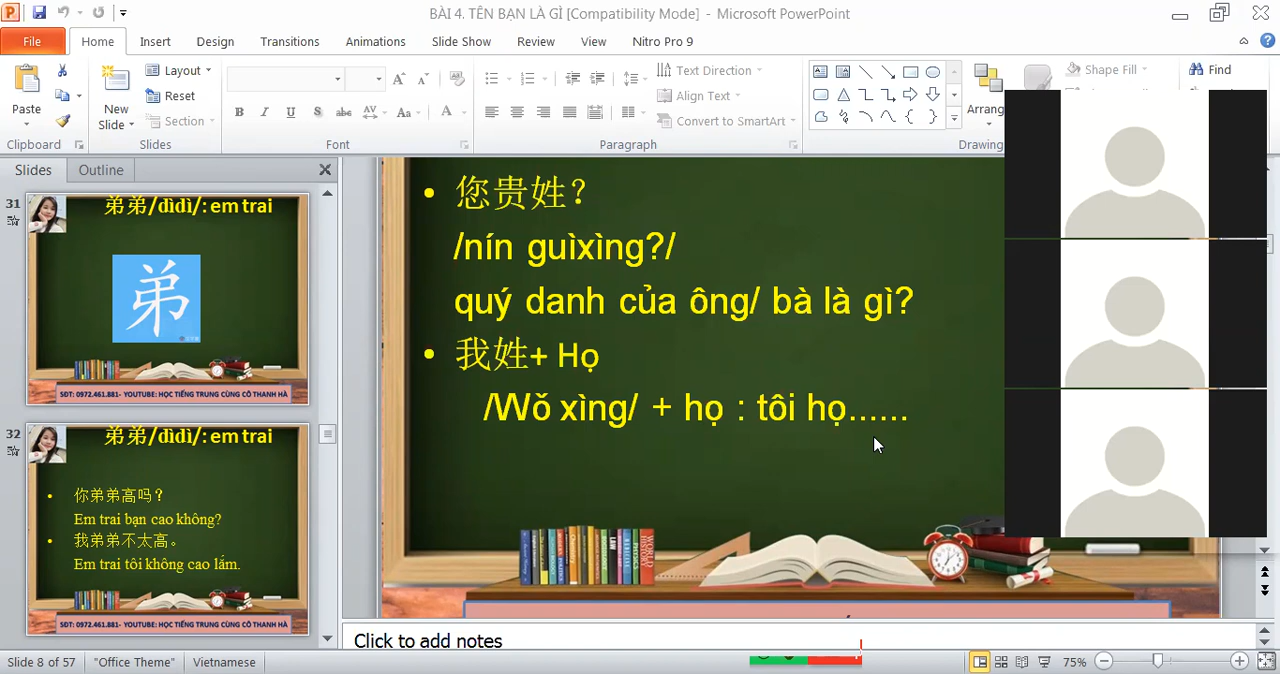 BÀI 4. TÊN BẠN LÀ GÌ [Compatibility Mode] - Microsoft PowerPoint
File Home Insert Design Transitions Animations Slide Show Review View Nitro Pro 9
Paste
New Slide
Layout
Reset
Section
Text Direction
Align Text
Convert to SmartArt
Arrang
Shape Fill
Find
Clipboard Slides Font Paragraph Drawing
Slides Outline
31
弟弟/dìdì/: em trai
弟
SĐT: 0972.461.881- YOUTUBE: HỌC TIẾNG TRUNG CÙNG CÔ THANH HÀ
32
弟弟/dìdì/: em trai
• 你弟弟高吗？
Em trai bạn cao không?
• 我弟弟不太高。
Em trai tôi không cao lắm.
SĐT: 0972.461.881- YOUTUBE: HỌC TIẾNG TRUNG CÙNG CÔ THANH HÀ
• 您贵姓？
/nín guìxìng?/
quý danh của ông/ bà là gì?
• 我姓+ Họ
/Wǒ xìng/ + họ : tôi họ......
Click to add notes
Slide 8 of 57 "Office Theme" Vietnamese 75%